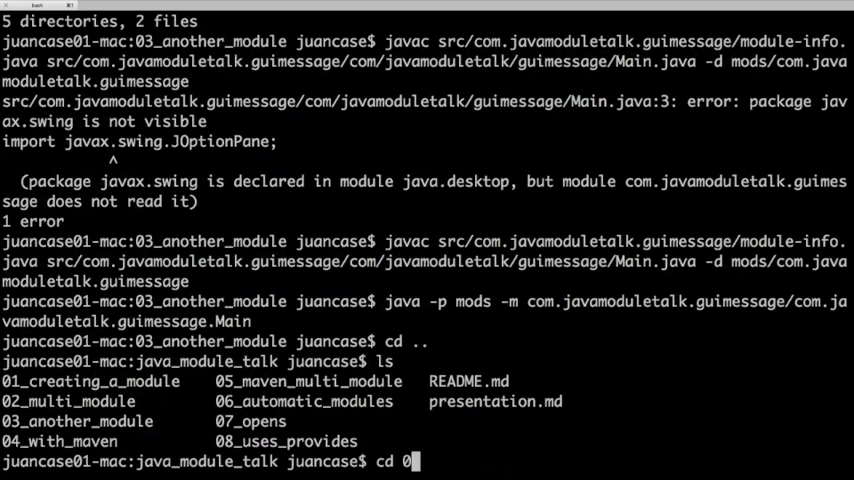 bash ⌘1
5 directories, 2 files
juancase01-mac:03_another_module juancase$ javac src/com.javamoduletalk.guimessage/module-info.
java src/com.javamoduletalk.guimessage/com/javamoduletalk/guimessage/Main.java -d mods/com.java
moduletalk.guimessage
src/com.javamoduletalk.guimessage/com/javamoduletalk/guimessage/Main.java:3: error: package jav
ax.swing is not visible
import javax.swing.JOptionPane;
^
(package javax.swing is declared in module java.desktop, but module com.javamoduletalk.guimes
sage does not read it)
1 error
juancase01-mac:03_another_module juancase$ javac src/com.javamoduletalk.guimessage/module-info.
java src/com.javamoduletalk.guimessage/com/javamoduletalk/guimessage/Main.java -d mods/com.java
moduletalk.guimessage
juancase01-mac:03_another_module juancase$ java -p mods -m com.javamoduletalk.guimessage/com.ja
vamoduletalk.guimessage.Main
juancase01-mac:03_another_module juancase$ cd ..
juancase01-mac:java_module_talk juancase$ ls
01_creating_a_module 05_maven_multi_module README.md
02_multi_module 06_automatic_modules presentation.md
03_another_module 07_opens
04_with_maven 08_uses_provides
juancase01-mac:java_module_talk juancase$ cd 0